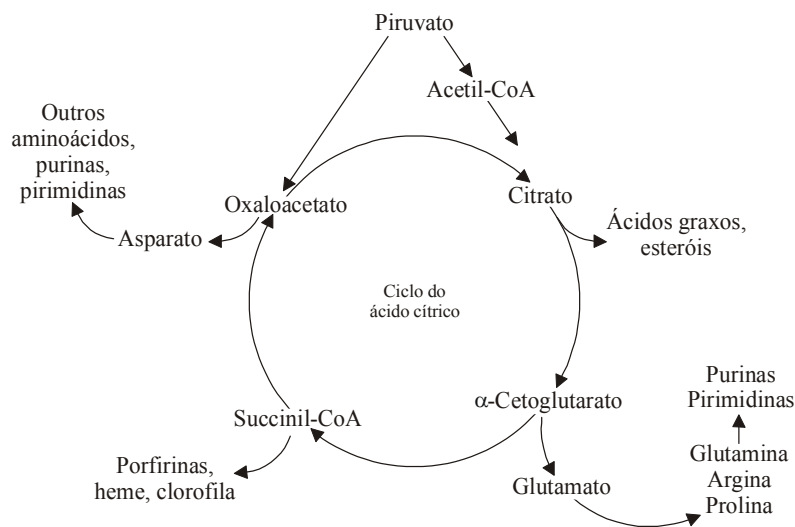 Piruvato
Acetil-CoA
Outros
aminoácidos,
purinas,
pirimidinas
Oxaloacetato
Citrato
Asparato
Ácidos graxos,
esteróis
Ciclo do
ácido cítrico
Purinas
Pirimidinas
α-Cetoglutarato
Succinil-CoA
Porfirinas,
heme, clorofila
Glutamato
Glutamina
Argina
Prolina